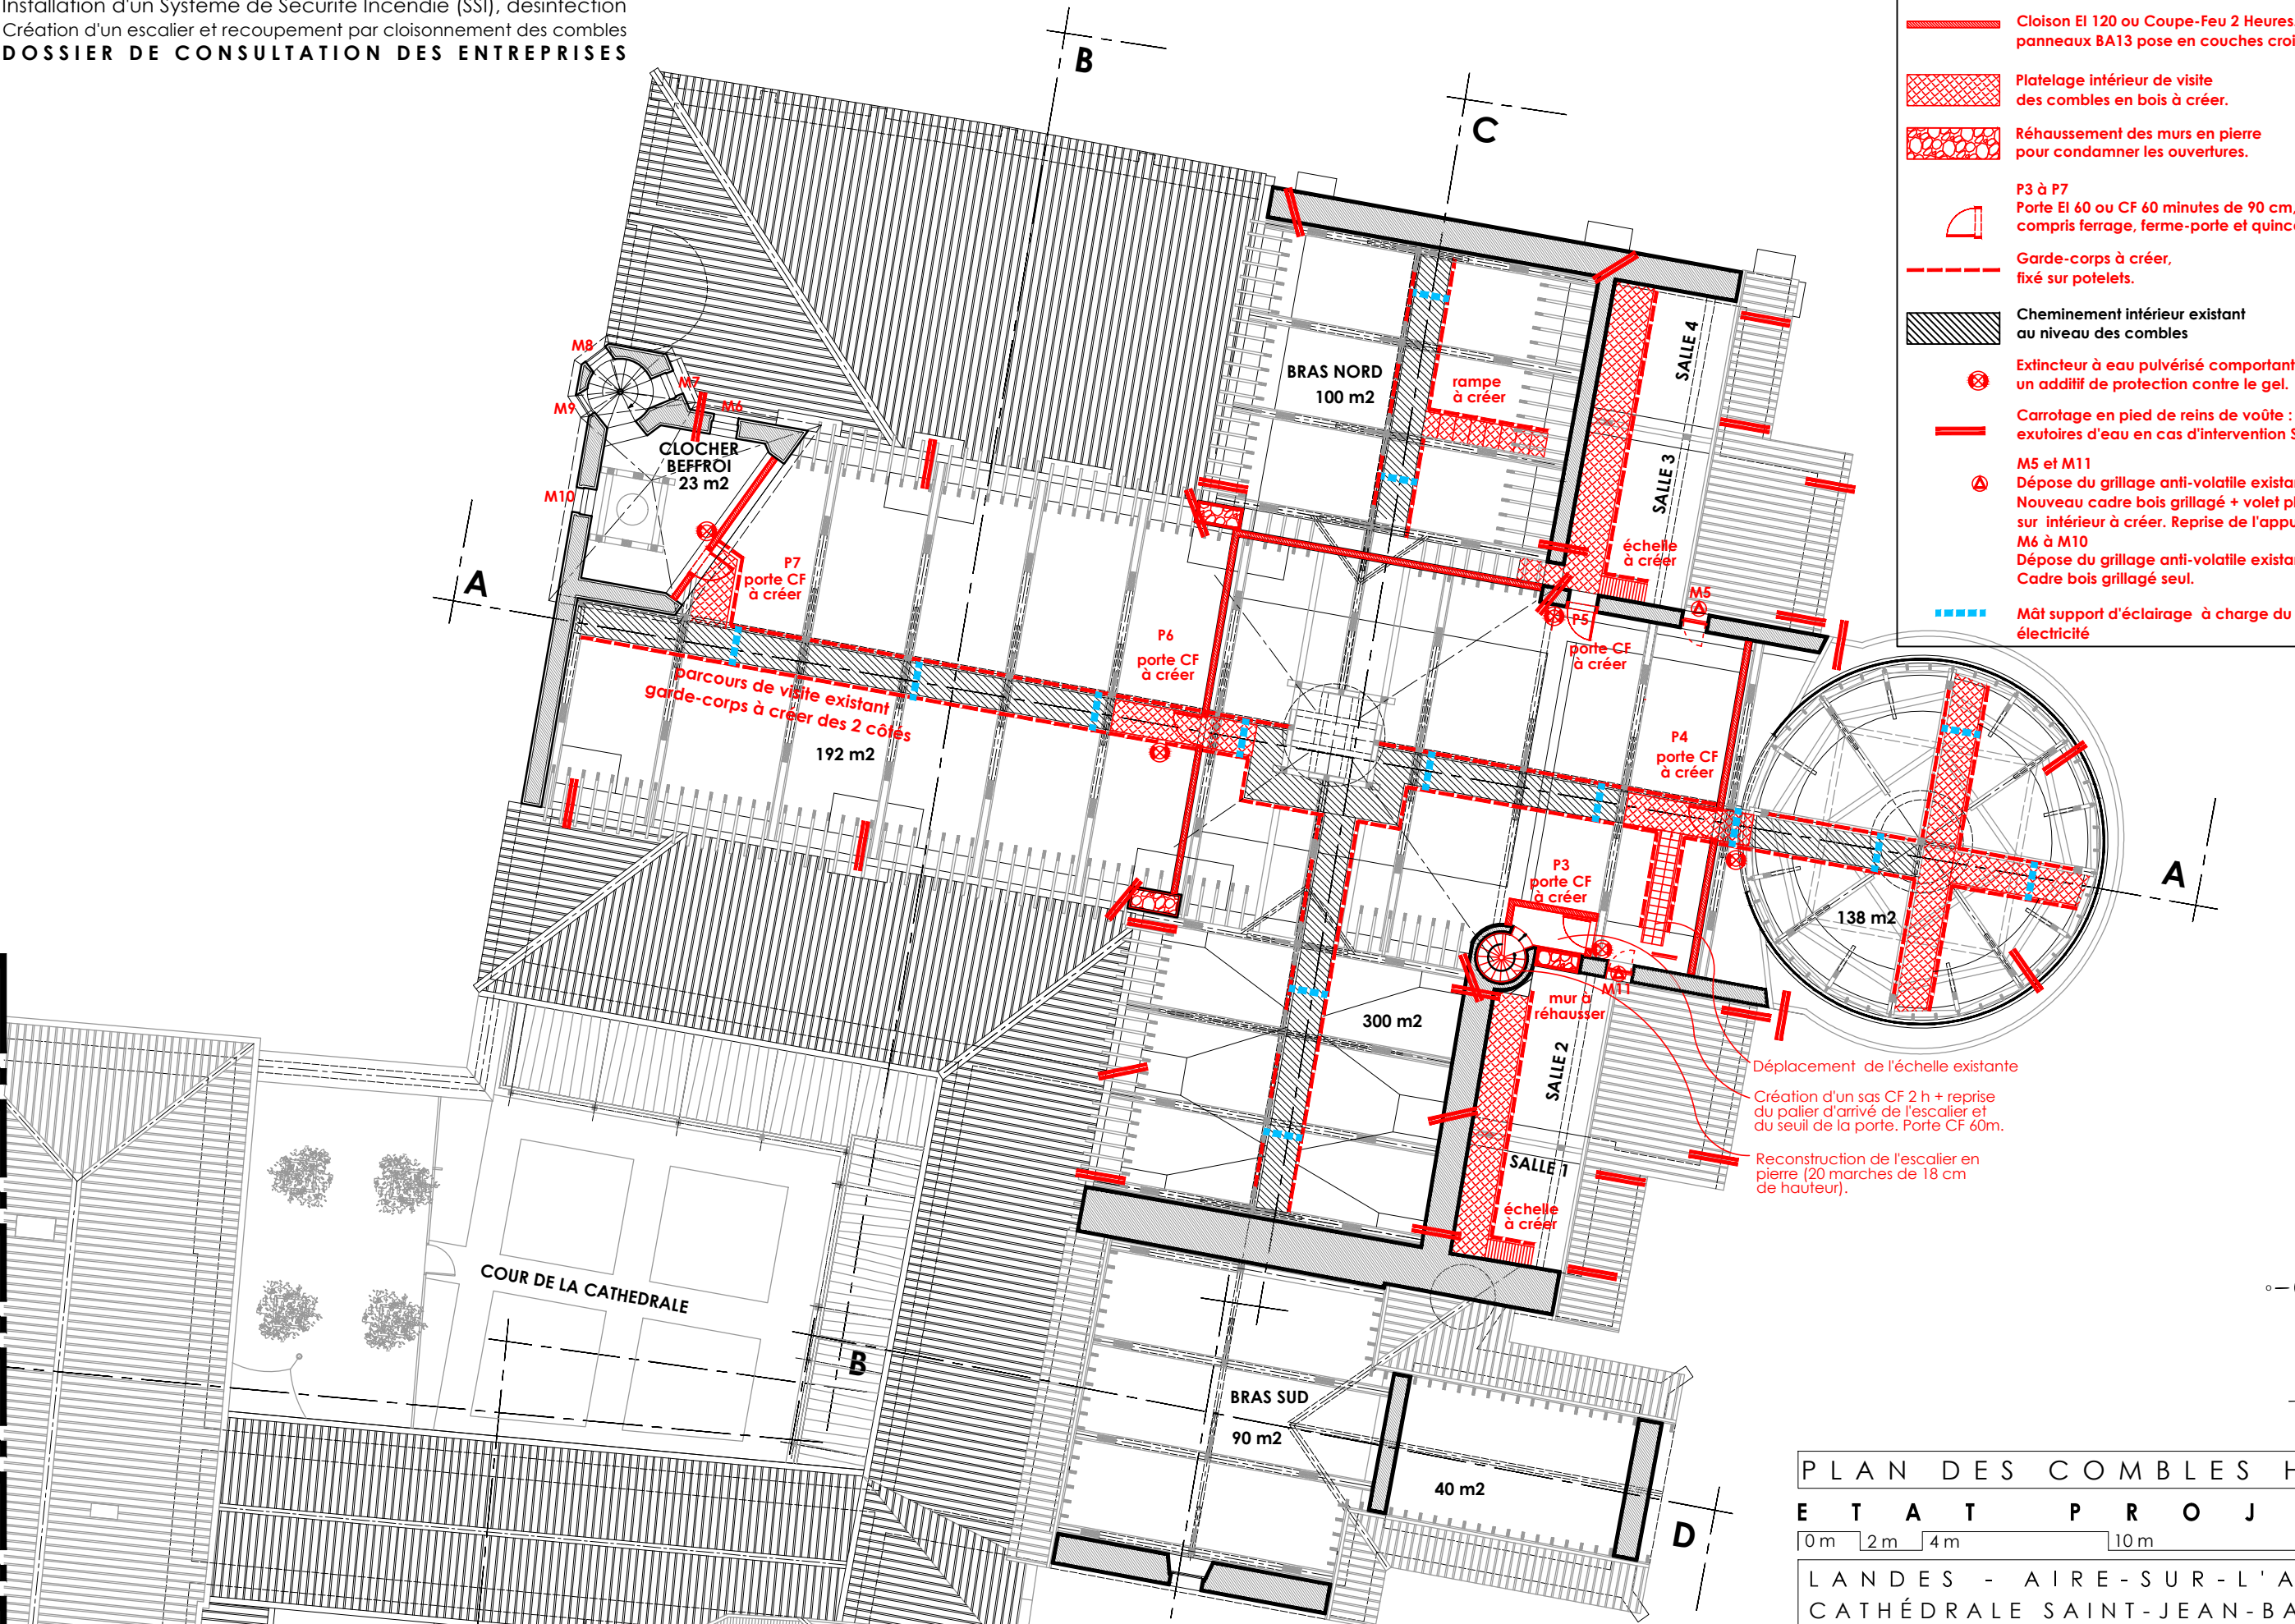 Installation d'un Système de Sécurité Incendie (SSI), désinfection
Création d'un escalier et recoupement par cloisonnement des combles
DOSSIER DE CONSULTATION DES ENTREPRISES
Cloison EI 120 ou Coupe-Feu 2 Heures
panneaux BA13 pose en couches
Platelage intérieur de visite
des combles en bois à créer.
Réhaussement des murs en pierre
pour condamner les ouvertures.
P3 à P7
Porte EI 60 ou CF 60 minutes de 90 cm,
compris ferrage, ferme-porte et
Garde-corps à créer,
fixé sur potelets.
Cheminement intérieur existant
au niveau des combles
Extincteur à eau pulvérisé comportant
un additif de protection contre le gel.
Carrotage en pied de reins de voûte :
exutoires d'eau en cas d'intervention
M5 et M11
Dépose du grillage anti-volatile
Nouveau cadre bois grillagé + volet
sur intérieur à créer. Reprise de
M6 à M10
Dépose du grillage anti-volatile
Cadre bois grillagé seul.
Mât support d'éclairage à charge du
électricité
B
C
M8
M7
M9
M6
CLOCHER
BEFFROI
23 m2
M10
A
P7
porte CF
à créer
BRAS NORD
100 m2
rampe
à créer
SALLE 4
SALLE 3
échelle
à créer
M5
P5
porte CF
à créer
P6
porte CF
à créer
parcours de visite existant
garde-corps à créer des 2 côtés
192 m2
P4
porte CF
à créer
P3
porte CF
à créer
138 m2
A
M11
mur à
réhausser
300 m2
SALLE 2
SALLE 1
échelle
à créer
Déplacement de l'échelle existante
Création d'un sas CF 2 h + reprise
du palier d'arrivé de l'escalier et
du seuil de la porte. Porte CF 60m.
Reconstruction de l'escalier en
pierre (20 marches de 18 cm
de hauteur).
COUR DE LA CATHEDRALE
B
BRAS SUD
90 m2
40 m2
D
PLAN DES COMBLES
ETAT
0 m 2 m 4 m 10 m
LANDES - AIRE-SUR-L'A
CATHÉDRALE SAINT-JEAN-BA